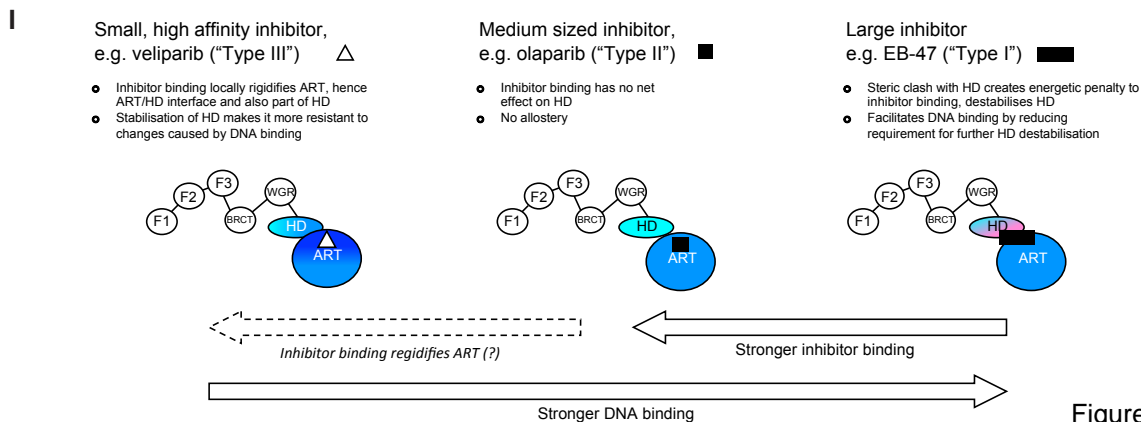 I
Small, high affinity inhibitor,
e.g. veliparib (“Type III”)
Inhibitor binding locally rigidifies ART, hence
ART/HD interface and also part of HD
Stabilisation of HD makes it more resistant to
changes caused by DNA binding
Medium sized inhibitor,
e.g. olaparib (“Type II”)
Inhibitor binding has no net
effect on HD
No allostery
Large inhibitor
e.g. EB-47 (“Type I”)
Steric clash with HD creates energetic penalty to
inhibitor binding, destabilises HD
Facilitates DNA binding by reducing
requirement for further HD destabilisation
F1
F2
F3
BRCT
WGR
HD
ART
F1
F2
F3
BRCT
WGR
HD
ART
F1
F2
F3
BRCT
WGR
HD
ART
Inhibitor binding regidifies ART (?)
Stronger inhibitor binding
Stronger DNA binding
Figure